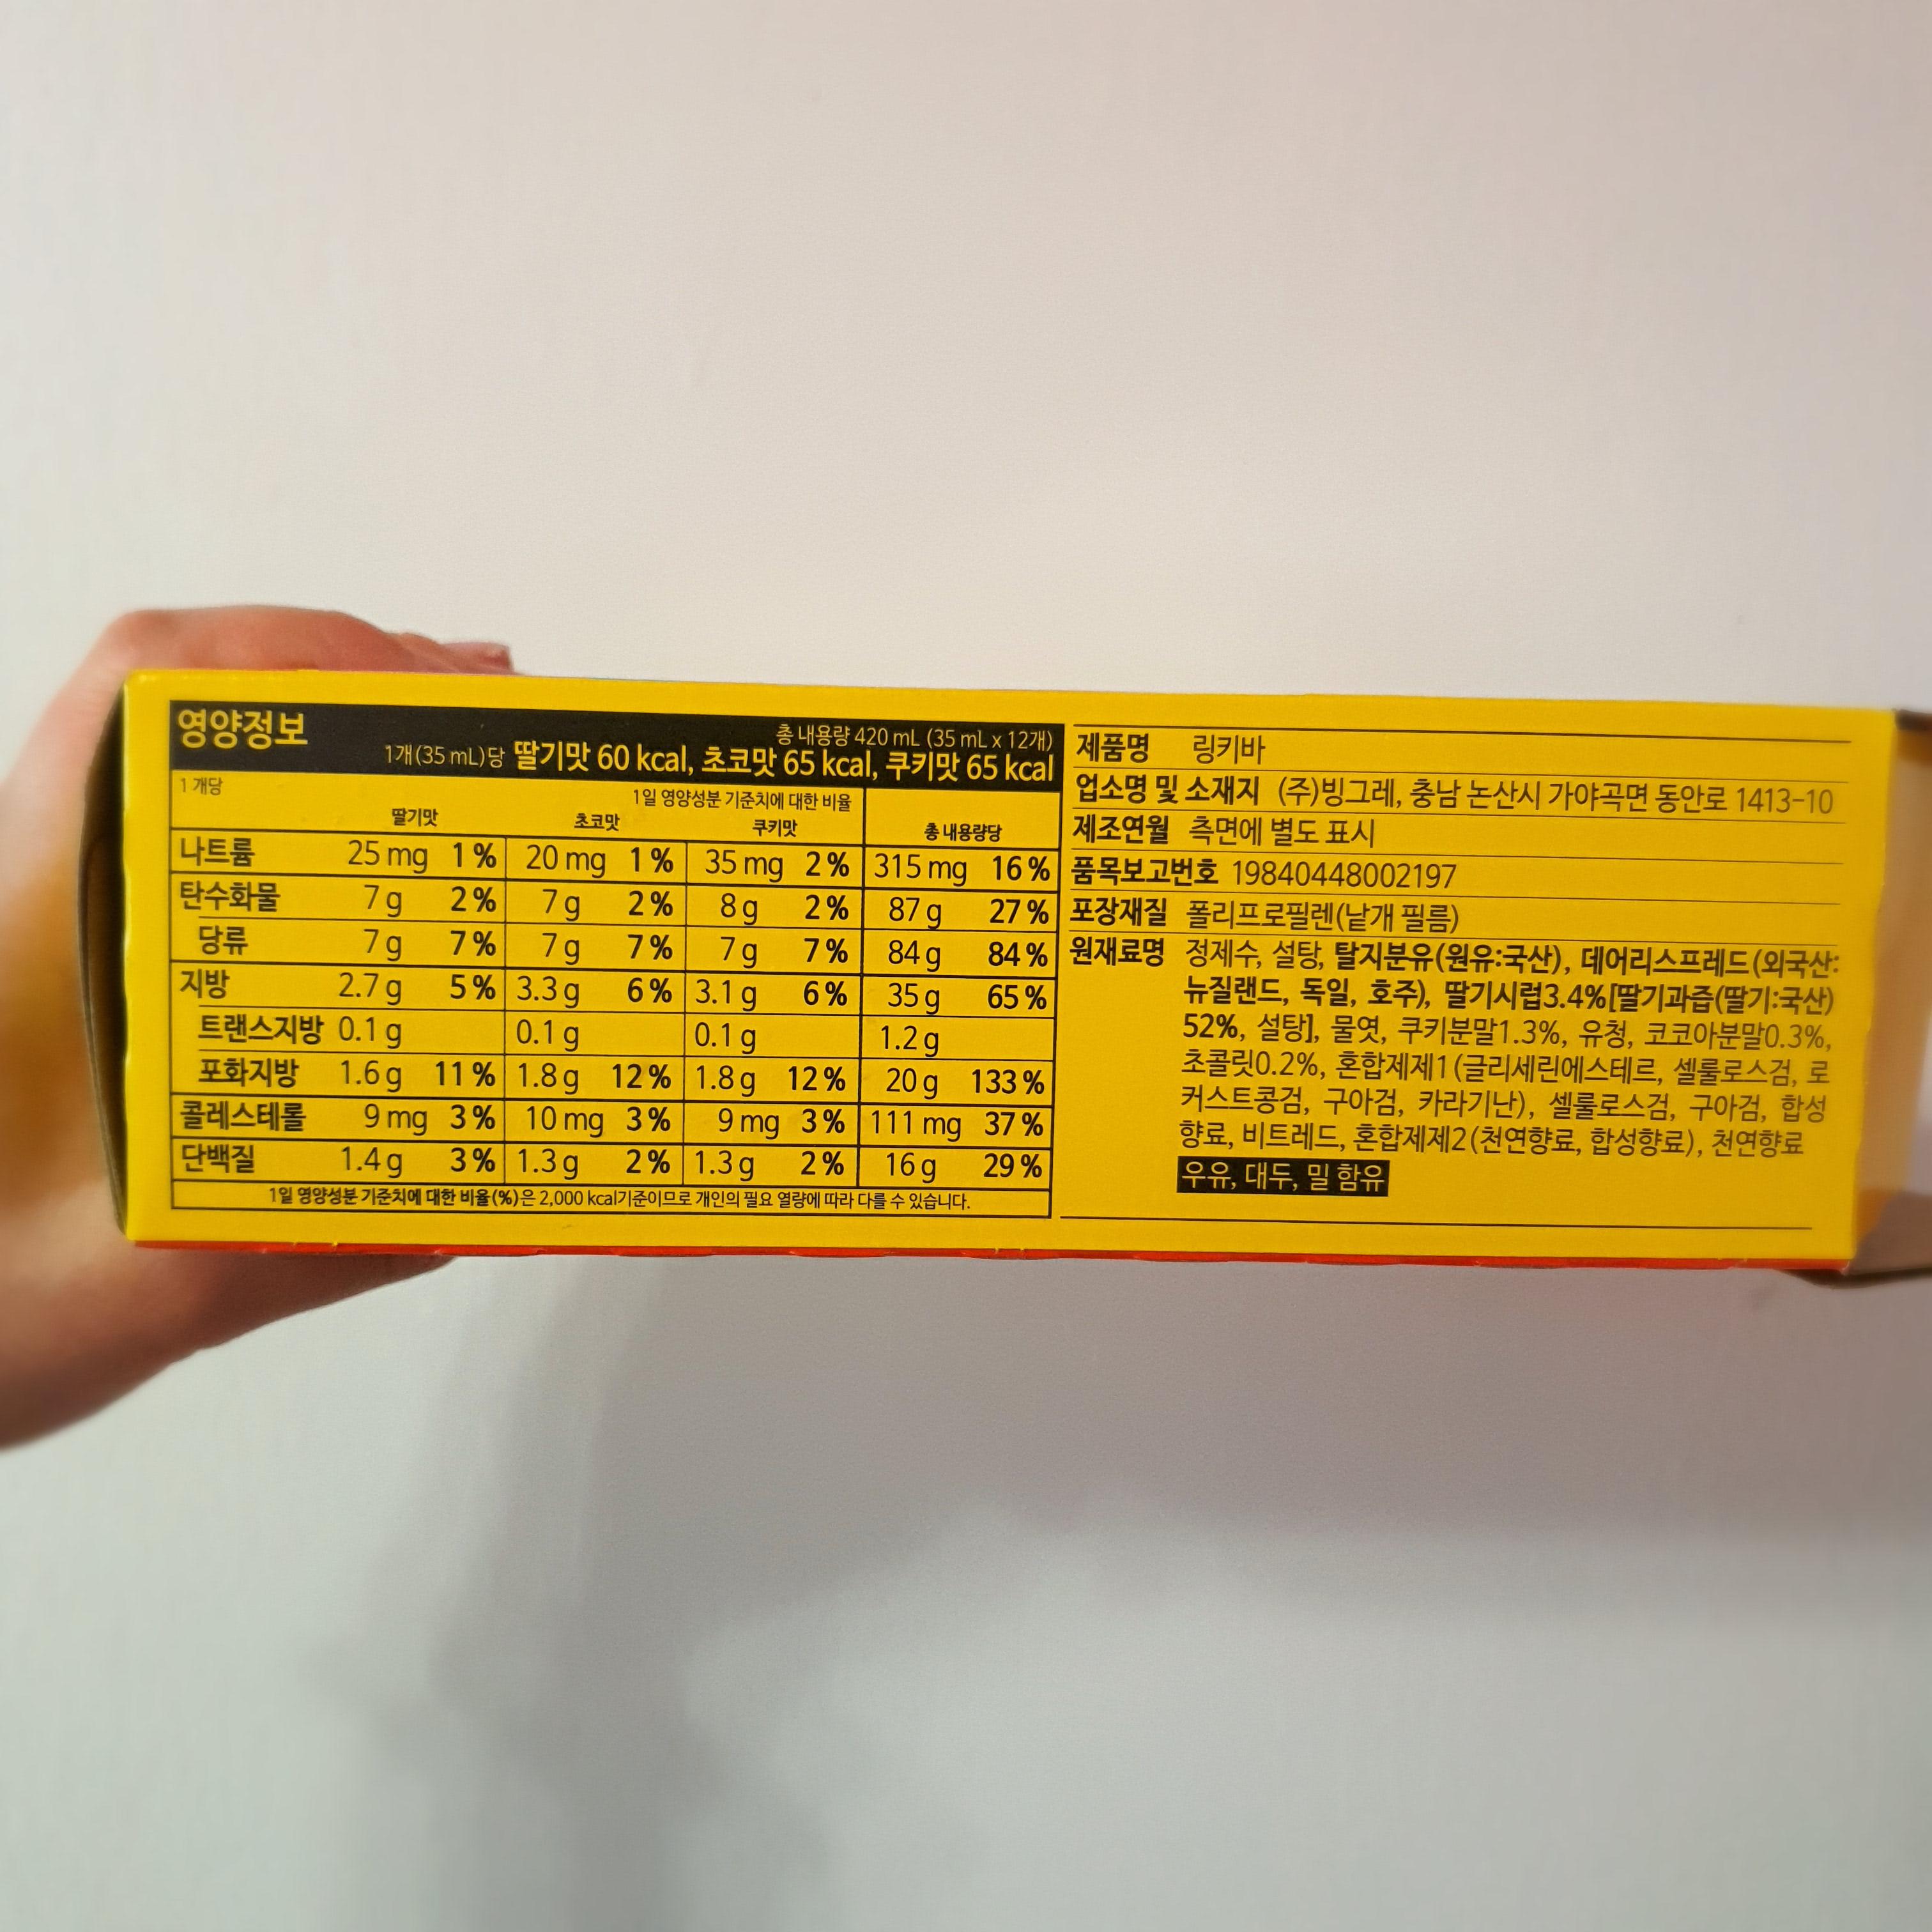 영양정보
총 내용량 420 mL (35 mL x 12개)
1개(35 mL)당 딸기맛 60 kcal, 초코맛 65 kcal, 쿠키맛 65 kcal
1 개당
1일 영양성분 기준치에 대한 비율
딸기맛 초코맛 쿠키맛 총 내용량당
나트륨 25 mg 1 % 20 mg 1 % 35 mg 2 % 315 mg 16 %
탄수화물 7 g 2 % 7 g 2 % 8 g 2 % 87 g 27 %
당류 7 g 7 % 7 g 7 % 7 g 7 % 84 g 84 %
지방 2.7 g 5 % 3.3 g 6 % 3.1 g 6 % 35 g 65 %
트랜스지방 0.1 g 0.1 g 0.1 g 1.2 g
포화지방 1.6 g 11 % 1.8 g 12 % 1.8 g 12 % 20 g 133 %
콜레스테롤 9 mg 3 % 10 mg 3 % 9 mg 3 % 111 mg 37 %
단백질 1.4 g 3 % 1.3 g 2 % 1.3 g 2 % 16 g 29 %
1일 영양성분 기준치에 대한 비율(%)은 2,000 kcal기준이므로 개인의 필요 열량에 따라 다를 수 있습니다.
제품명 링키바
업소명 및 소재지 (주)빙그레, 충남 논산시 가야곡면 동안로 1413-10
제조연월 측면에 별도 표시
품목보고번호 19840448002197
포장재질 폴리프로필렌(낱개 필름)
원재료명 정제수, 설탕, 탈지분유(원유:국산), 데어리스프레드(외국산:
뉴질랜드, 독일, 호주), 딸기시럽3.4%[딸기과즙(딸기:국산)
52%, 설탕], 물엿, 쿠키분말1.3%, 유청, 코코아분말0.3%,
초콜릿0.2%, 혼합제제1(글리세린에스테르, 셀룰로스검, 로
커스트콩검, 구아검, 카라기난), 셀룰로스검, 구아검, 합성
향료, 비트레드, 혼합제제2(천연향료, 합성향료), 천연향료
우유, 대두, 밀 함유